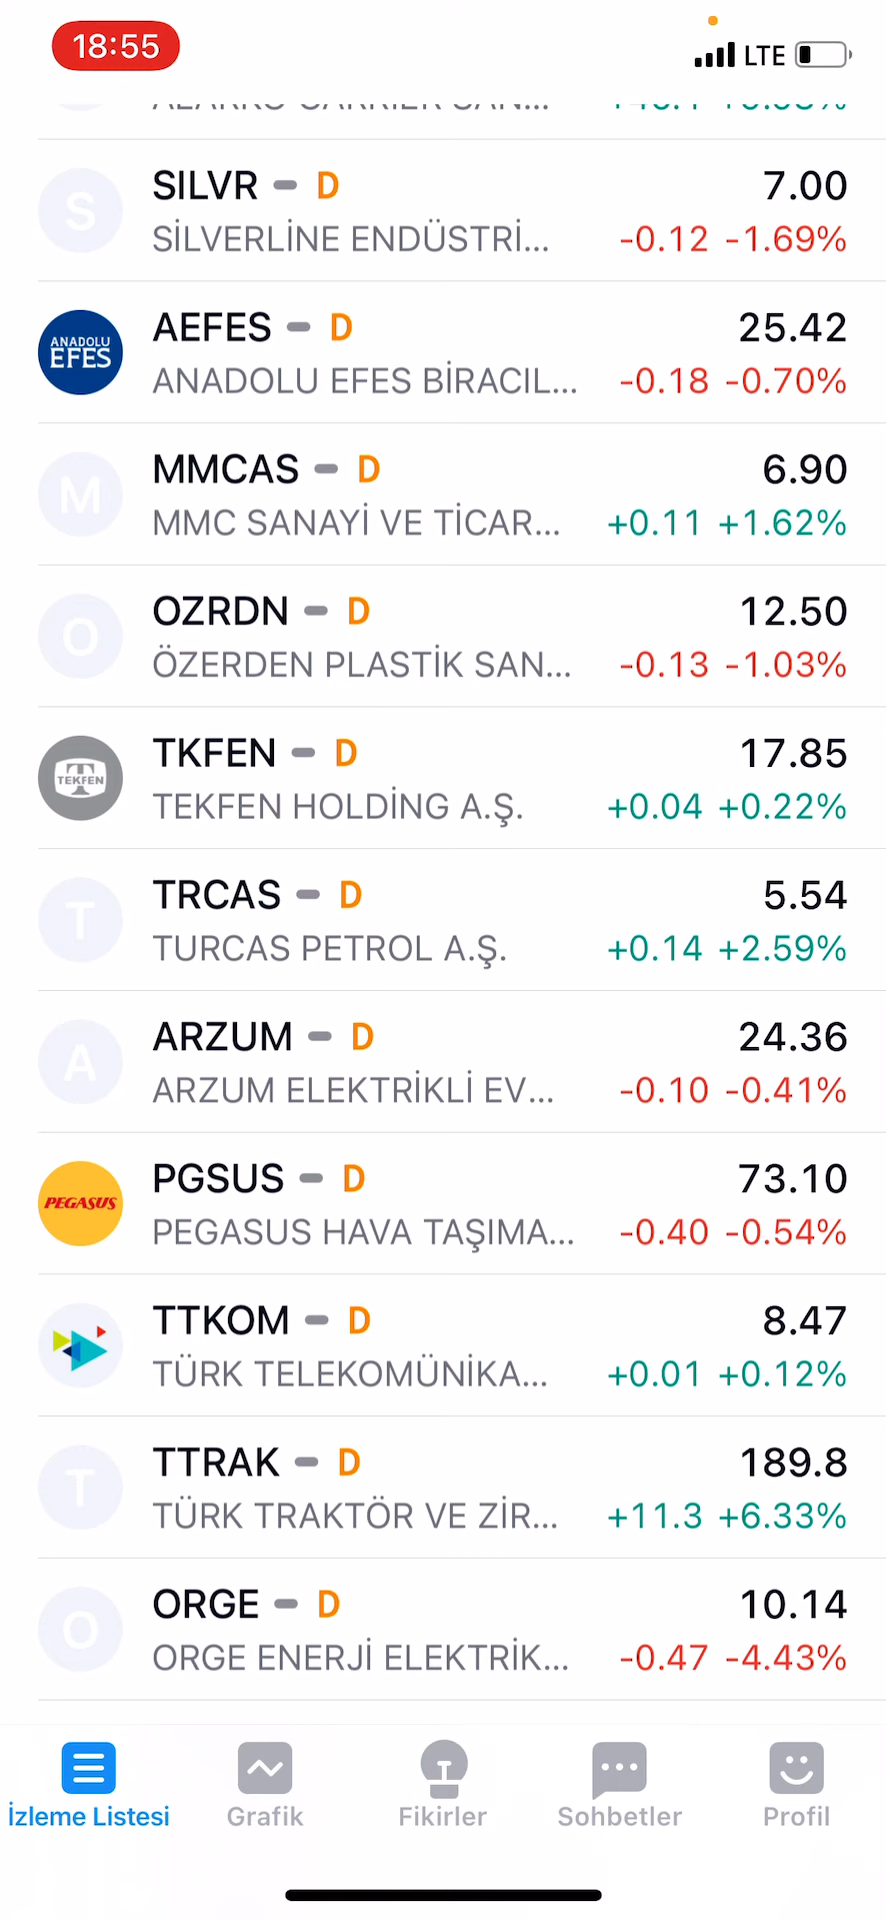 18:55
LTE
S
SILVR D
7.00
SİLVERLİNE ENDÜSTRİ...
-0.12 -1.69%
ANADOLU
EFES
AEFES D
25.42
ANADOLU EFES BİRACIL...
-0.18 -0.70%
M
MMCAS D
6.90
MMC SANAYİ VE TİCAR...
+0.11 +1.62%
O
OZRDN D
12.50
ÖZERDEN PLASTİK SAN...
-0.13 -1.03%
TEKFEN
TKFEN D
17.85
TEKFEN HOLDİNG A.Ş.
+0.04 +0.22%
T
TRCAS D
5.54
TURCAS PETROL A.Ş.
+0.14 +2.59%
A
ARZUM D
24.36
ARZUM ELEKTRİKLİ EV...
-0.10 -0.41%
PEGASUS
PGSUS D
73.10
PEGASUS HAVA TAŞIMA...
-0.40 -0.54%
TTKOM D
8.47
TÜRK TELEKOMÜNİKA...
+0.01 +0.12%
T
TTRAK D
189.8
TÜRK TRAKTÖR VE ZİR...
+11.3 +6.33%
O
ORGE D
10.14
ORGE ENERJİ ELEKTRİK...
-0.47 -4.43%
İzleme Listesi
Grafik
Fikirler
Sohbetler
Profil